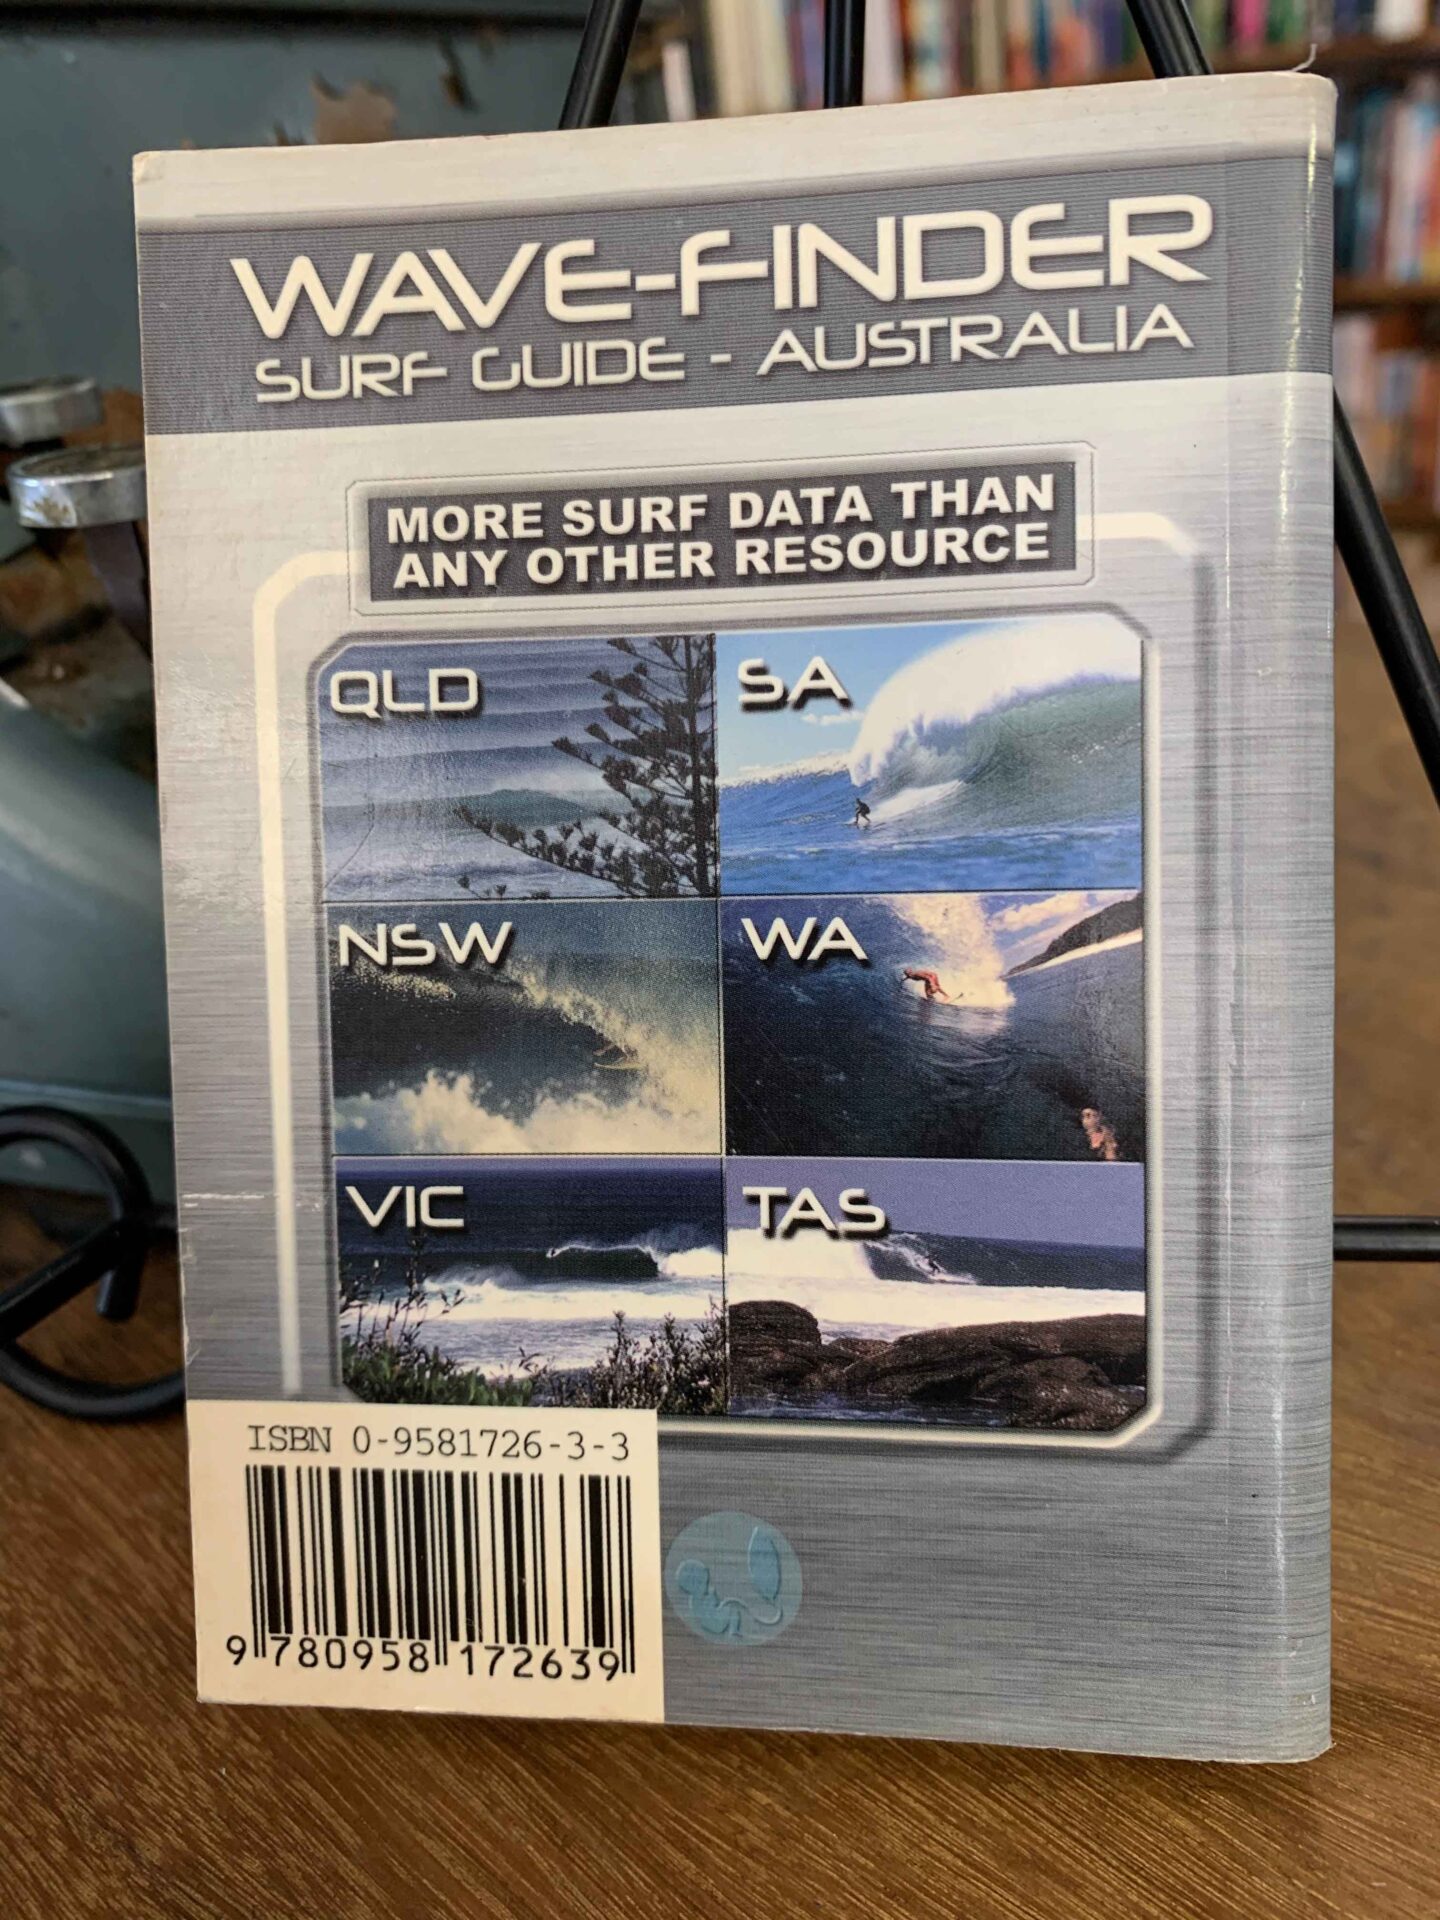 WAVE-FINDER
SURF GUIDE - AUSTRALIA
MORE SURF DATA THAN
ANY OTHER RESOURCE
QLD
SA
NSW
WA
VIC
TAS
ISBN 0-9581726-3-3
9 780958 172639